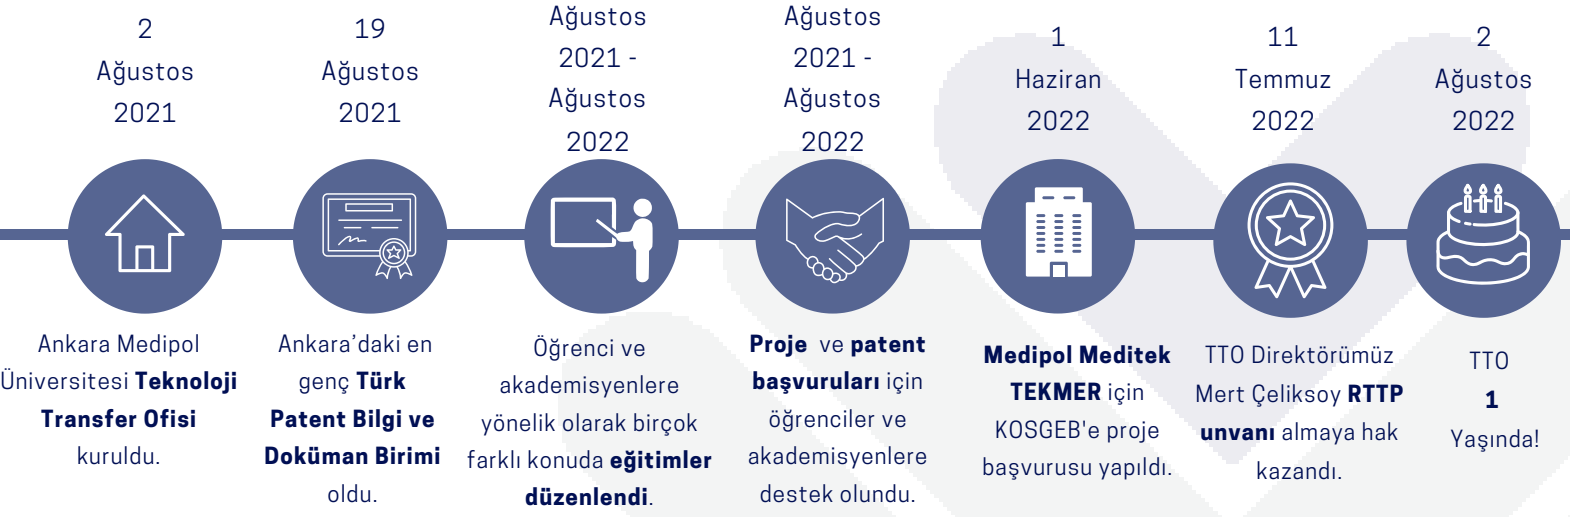 2
Ağustos
2021
Ankara Medipol
Üniversitesi Teknoloji
Transfer Ofisi
kuruldu.
19
Ağustos
2021
Ankara’daki en
genç Türk
Patent Bilgi ve
Doküman Birimi
oldu.
Ağustos
2021 -
Ağustos
2022
Öğrenci ve
akademisyenlere
yönelik olarak birçok
farklı konuda eğitimler
düzenlendi.
Ağustos
2021 -
Ağustos
2022
Proje ve patent
başvuruları için
öğrenciler ve
akademisyenlere
destek olundu.
1
Haziran
2022
Medipol Meditek
TEKMER için
KOSGEB'e proje
başvurusu yapıldı.
11
Temmuz
2022
TTO Direktörümüz
Mert Çeliksoy RTTP
unvanı almaya hak
kazandı.
2
Ağustos
2022
TTO
1
Yaşında!